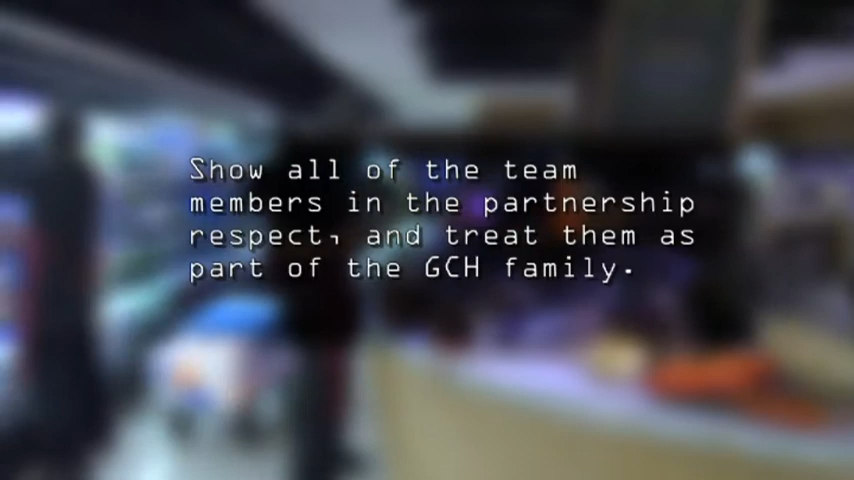 Show all of the team
members in the partnership
respect, and treat them as
part of the GCH family.